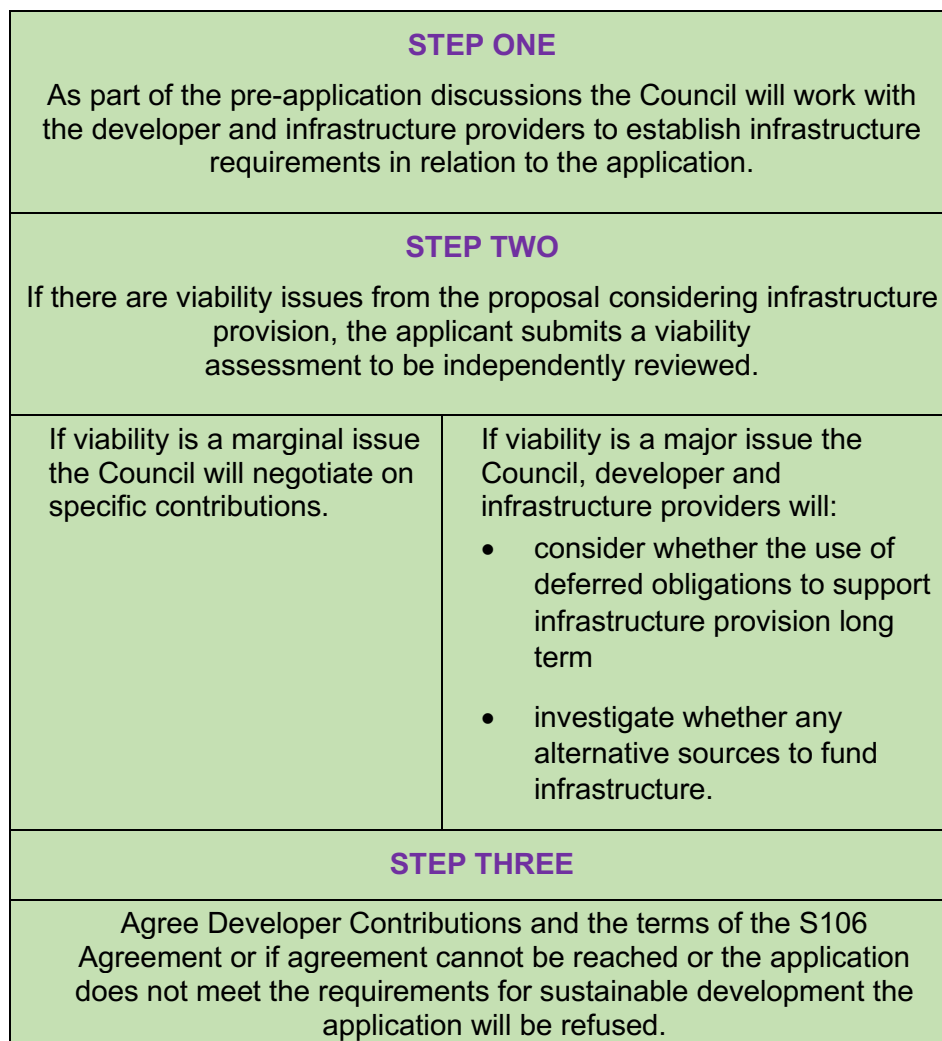 STEP ONE
As part of the pre-application discussions the Council will work with
the developer and infrastructure providers to establish infrastructure
requirements in relation to the application.
STEP TWO
If there are viability issues from the proposal considering infrastructure
provision, the applicant submits a viability
assessment to be independently reviewed.
If viability is a marginal issue
the Council will negotiate on
specific contributions.
If viability is a major issue the
Council, developer and
infrastructure providers will:
• consider whether the use of
deferred obligations to support
infrastructure provision long
term
• investigate whether any
alternative sources to fund
infrastructure.
STEP THREE
Agree Developer Contributions and the terms of the S106
Agreement or if agreement cannot be reached or the application
does not meet the requirements for sustainable development the
application will be refused.